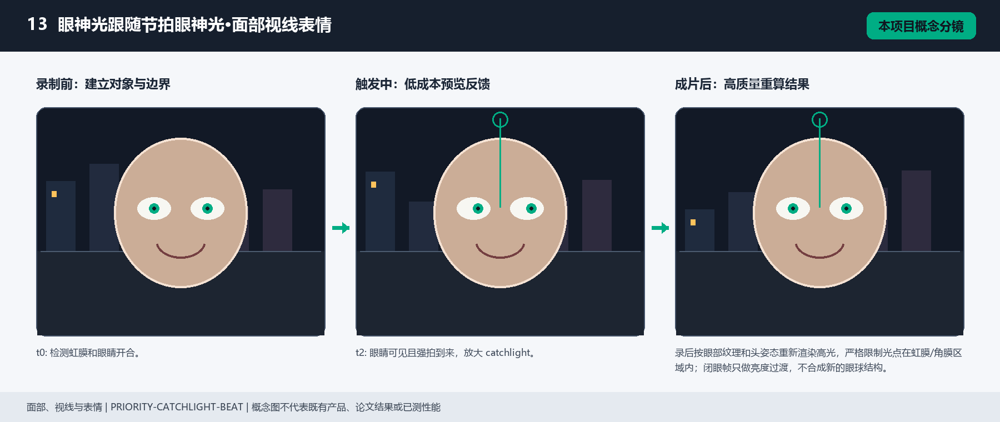 13 眼神光跟随节拍眼神光•面部视线表情
本项目概念分镜
录制前：建立对象与边界
触发中：低成本预览反馈
成片后：高质量重算结果
t0: 检测虹膜和眼睛开合。
t2: 眼睛可见且强拍到来，放大 catchlight。
录后按眼部纹理和头姿态重新渲染高光，严格限制光点在虹膜/角膜区
域内；闭眼帧只做亮度过渡，不合成新的眼球结构。
面部、视线与表情 | PRIORITY-CATCHLIGHT-BEAT | 概念图不代表既有产品、论文结果或已测性能